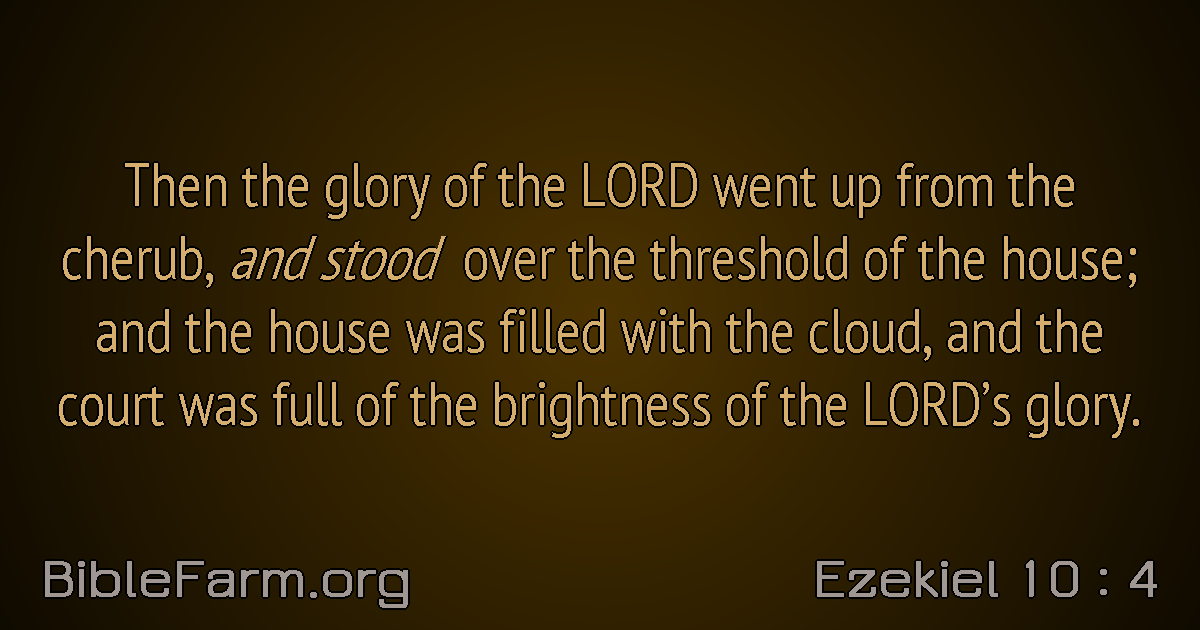 Then the glory of the LORD went up from the
cherub, and stood over the threshold of the house;
and the house was filled with the cloud, and the
court was full of the brightness of the LORD’s glory.
BibleFarm.org
Ezekiel 10 : 4